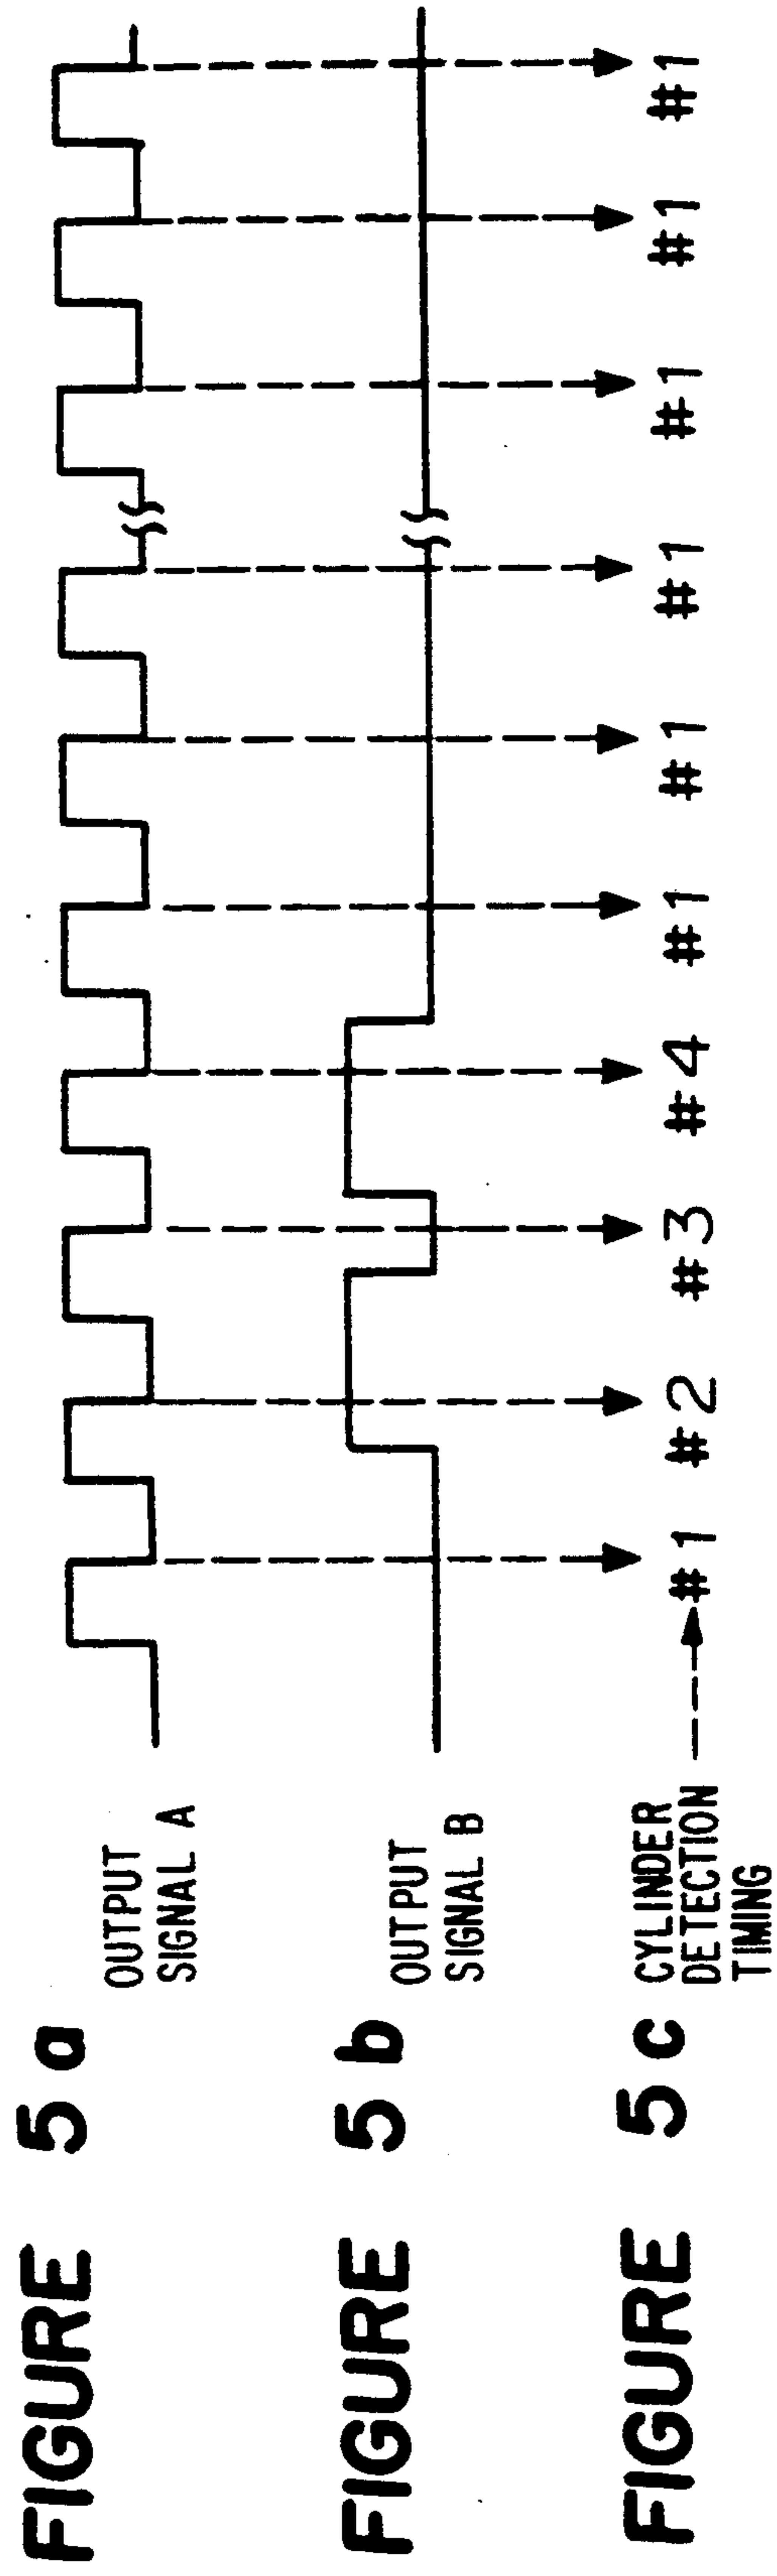 FIGURE 5a
OUTPUT
SIGNAL A
FIGURE 5b
OUTPUT
SIGNAL B
FIGURE 5c
CYLINDER
DETECTION
TIMING
#1 #2 #3 #4 #1 #1 #1 #1 #1 #1